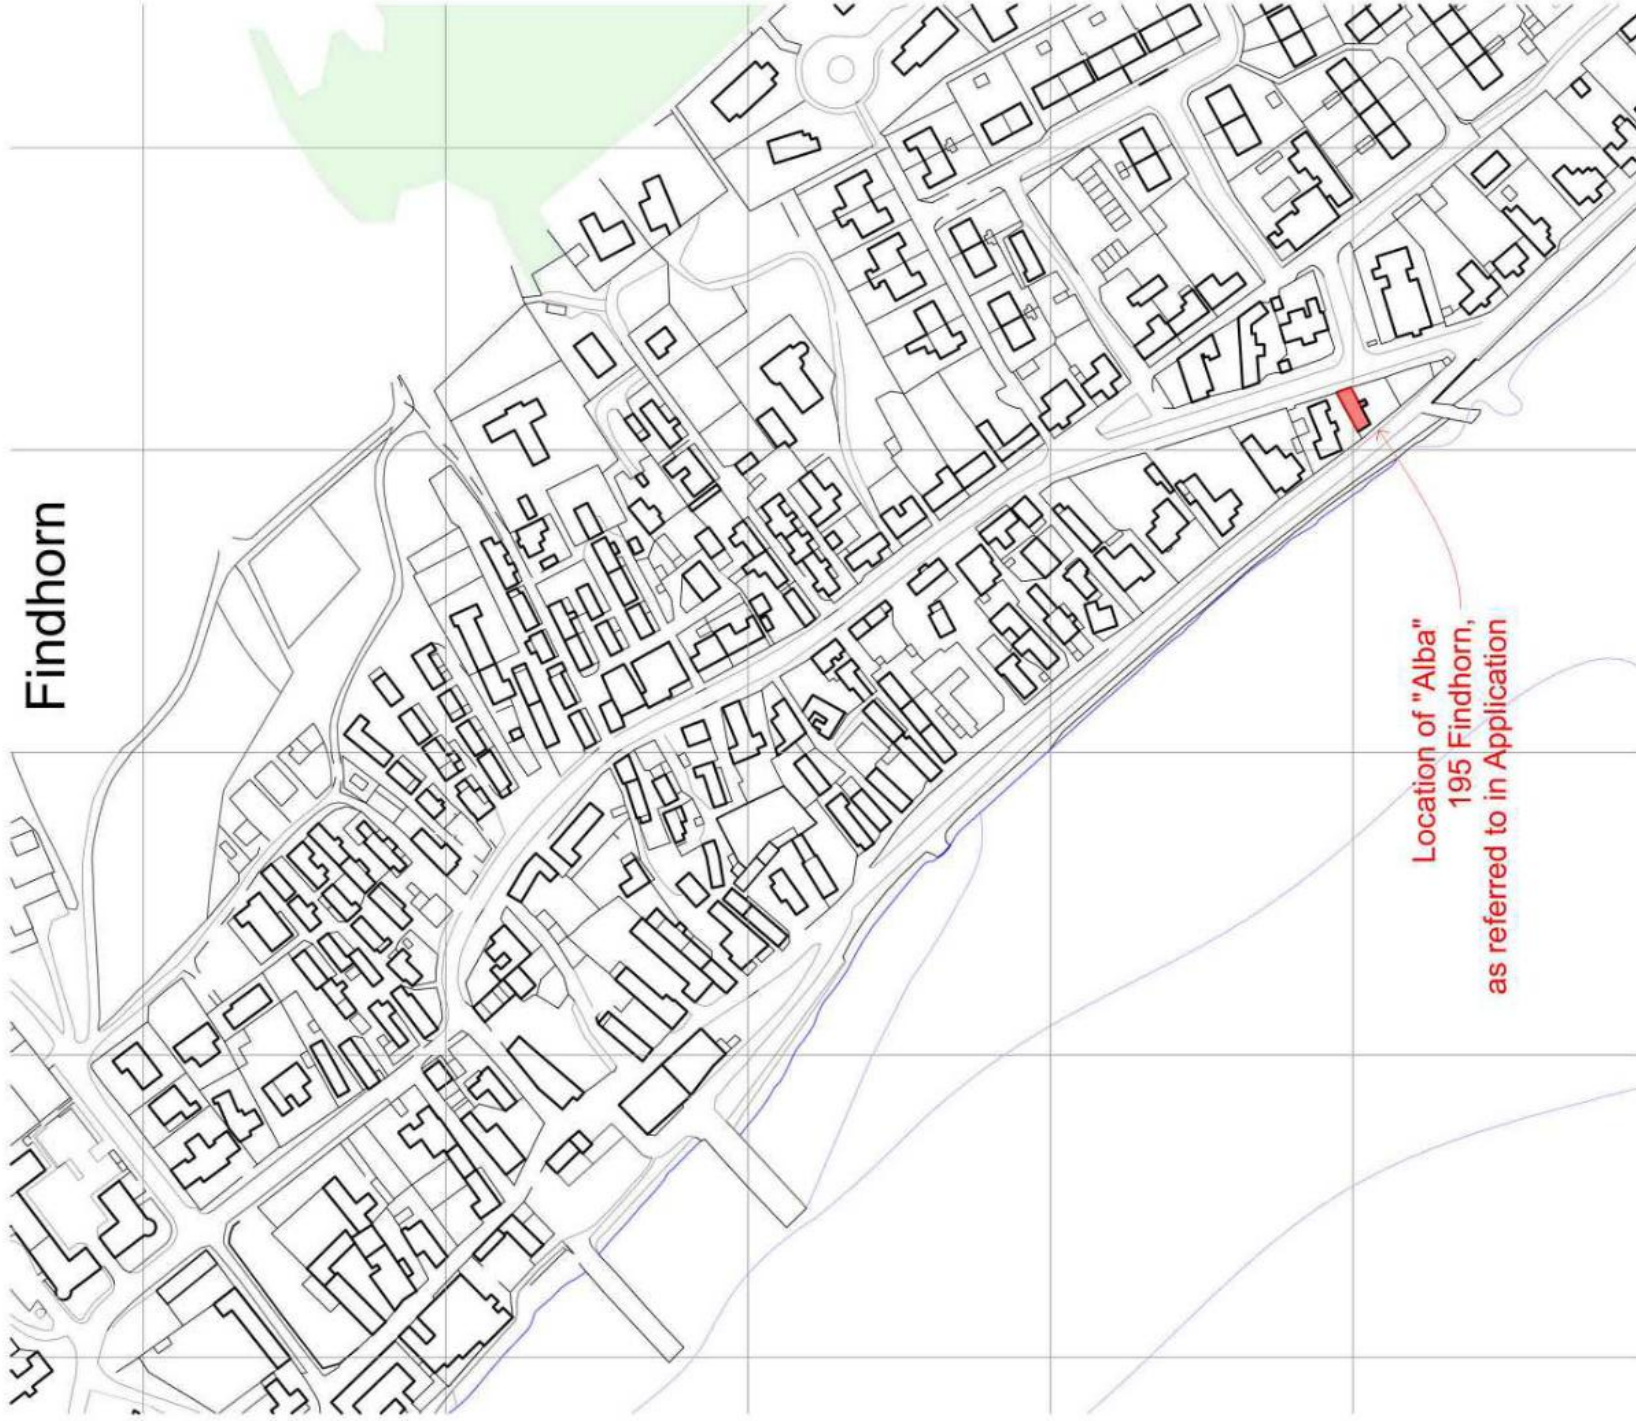 Findhorn
Location of "Alba"
195 Findhorn,
as referred to in Application